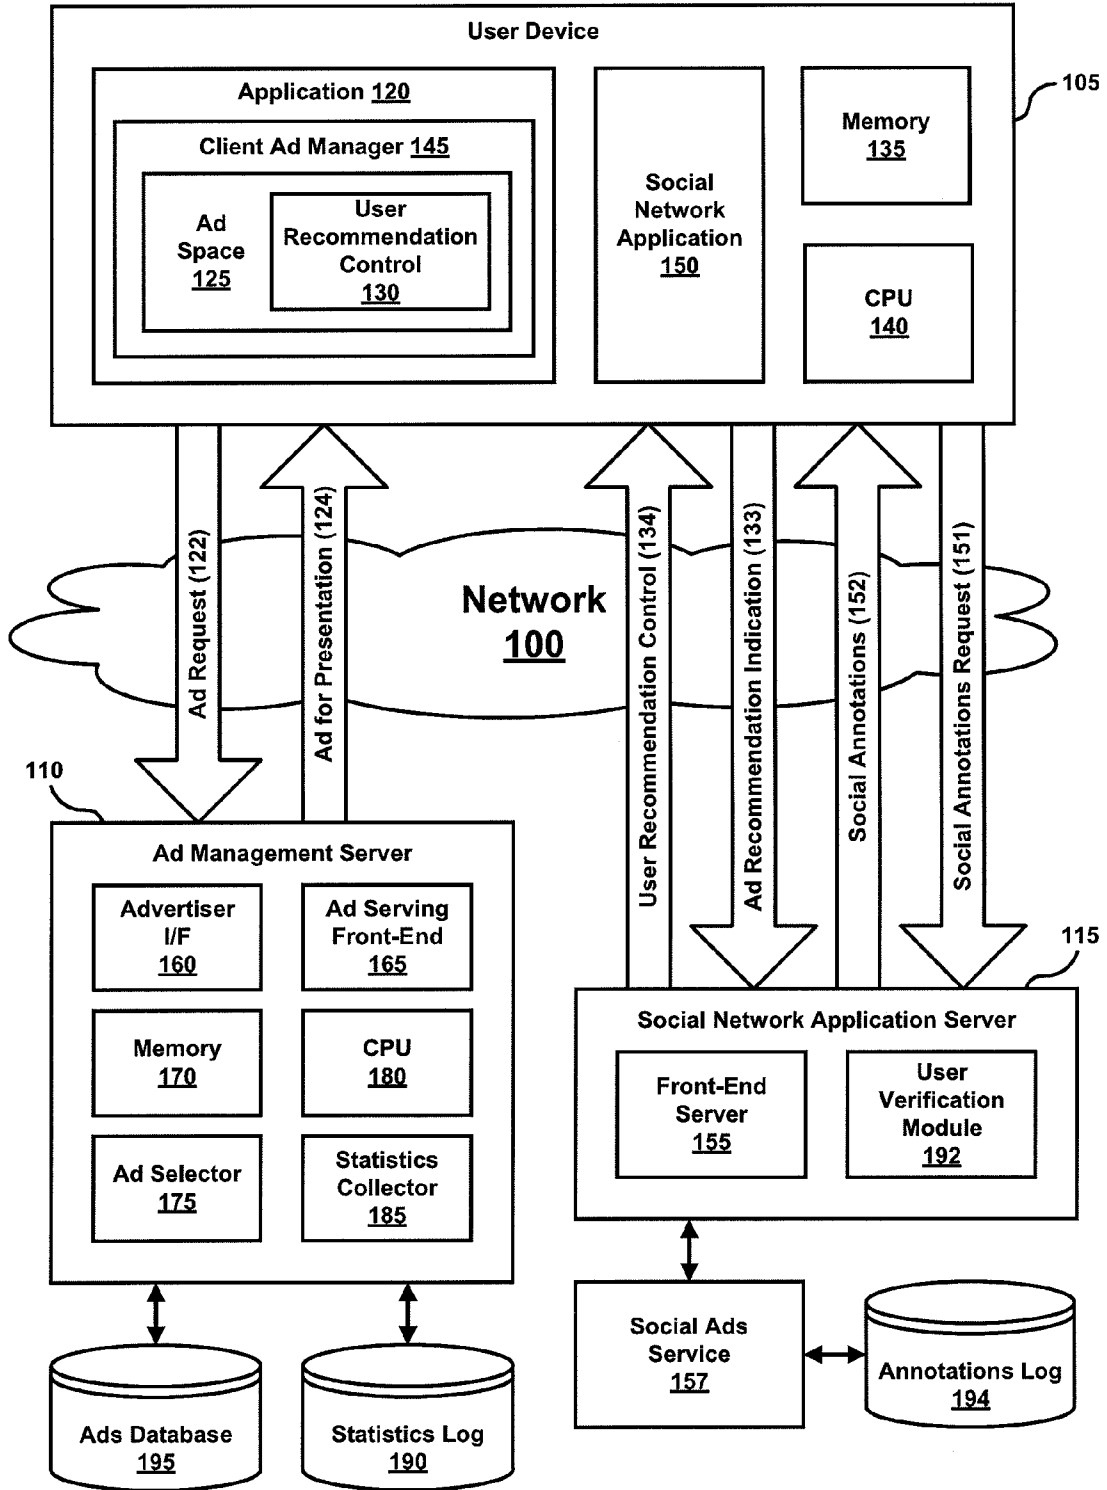 User Device
105
Application 120
Client Ad Manager 145
Ad
Space
125
User
Recommendation
Control
130
Social
Network
Application
150
Memory
135
CPU
140
Ad Request (122)
Ad for Presentation (124)
Network
100
User Recommendation Control (134)
Ad Recommendation Indication (133)
Social Annotations (152)
Social Annotations Request (151)
110
Ad Management Server
Advertiser
I/F
160
Ad Serving
Front-End
165
Memory
170
CPU
180
Ad Selector
175
Statistics
Collector
185
Ads Database
195
Statistics Log
190
115
Social Network Application Server
Front-End
Server
155
User
Verification
Module
192
Social Ads
Service
157
Annotations Log
194